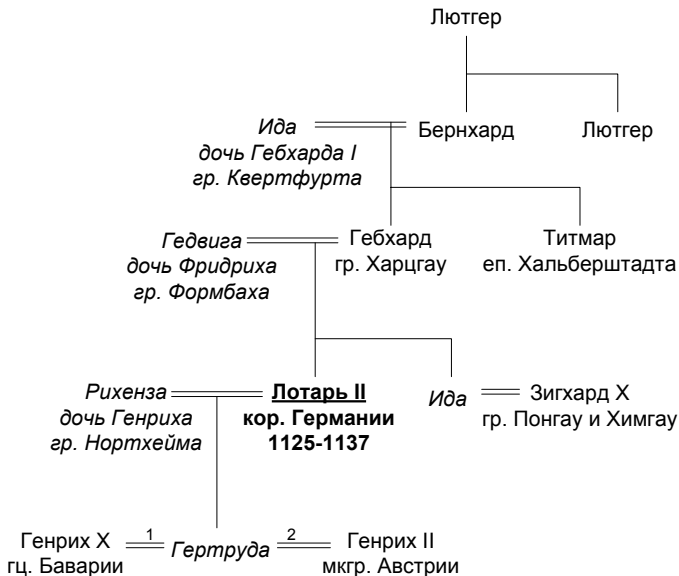 Лютгер
Ида
дочь Гебхарда I
гр. Квертфурта
Бернхард
Лютгер
Гедвига
дочь Фридриха
гр. Формбаха
Гебхард
гр. Харцгау
Титмар
еп. Хальберштадта
Рихенза
дочь Генриха
гр. Нортхейма
Лотарь II
кор. Германии
1125-1137
Ида
Зигхард X
гр. Понгау и Химгау
Генрих X
гц. Баварии
1
Гертруда
2
Генрих II
мкгр. Австрии